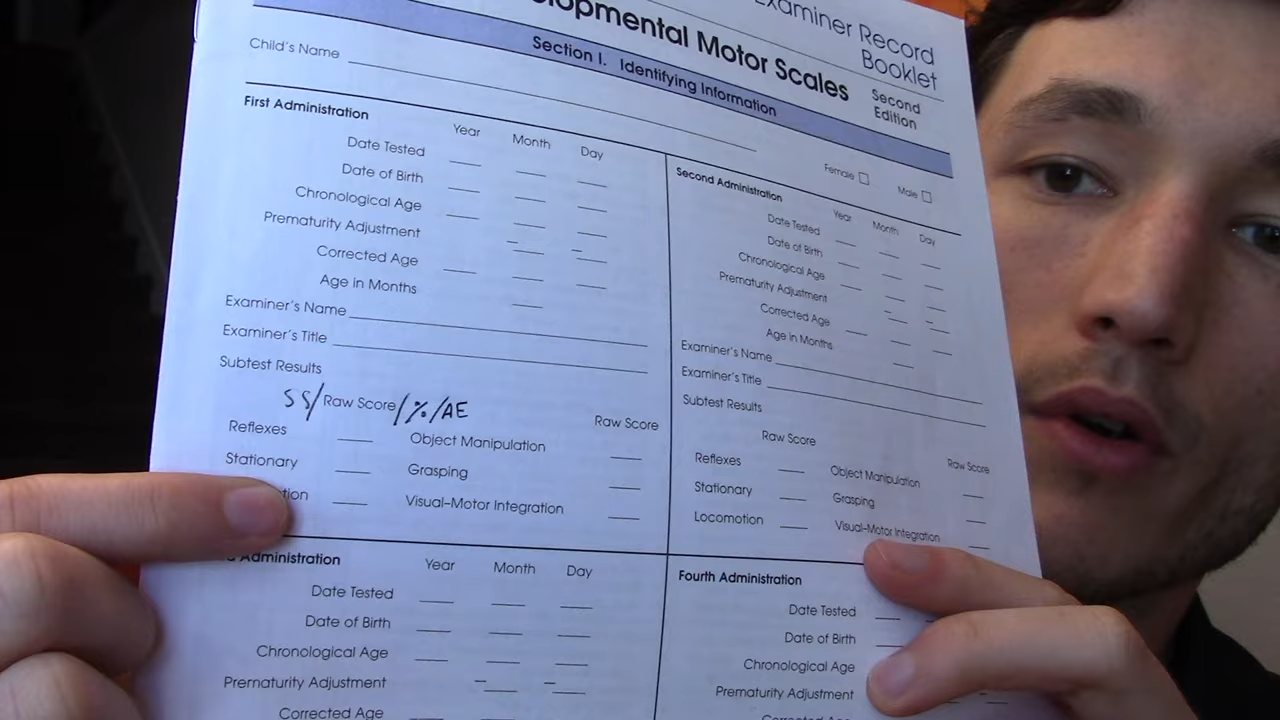 Examiner Record
Booklet
Developmental Motor Scales
Second
Edition
Section I. Identifying Information
Child's Name
Female
Male
First Administration
Year Month Day
Date Tested
Date of Birth
Chronological Age
Prematurity Adjustment
Corrected Age
Age in Months
Examiner's Name
Examiner's Title
Subtest Results
SS/Raw Score/%/AE
Raw Score
Reflexes
Object Manipulation
Stationary
Grasping
Visual-Motor Integration
Second Administration
Year Month Day
Date Tested
Date of Birth
Chronological Age
Prematurity Adjustment
Corrected Age
Age in Months
Examiner's Name
Examiner's Title
Subtest Results
Raw Score
Raw Score
Reflexes
Object Manipulation
Stationary
Grasping
Locomotion
Visual-Motor Integration
Administration
Year Month Day
Date Tested
Date of Birth
Chronological Age
Prematurity Adjustment
Corrected Age
Fourth Administration
Date Tested
Date of Birth
Chronological Age
Prematurity Adjustment